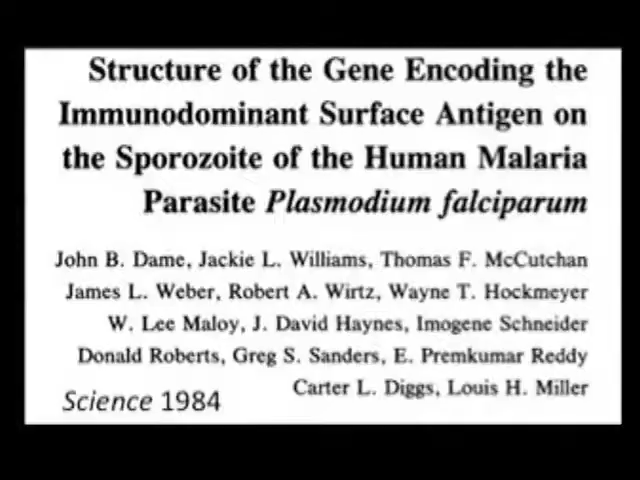 Structure of the Gene Encoding the
Immunodominant Surface Antigen on
the Sporozoite of the Human Malaria
Parasite Plasmodium falciparum
John B. Dame, Jackie L. Williams, Thomas F. McCutchan
James L. Weber, Robert A. Wirtz, Wayne T. Hockmeyer
W. Lee Maloy, J. David Haynes, Imogene Schneider
Donald Roberts, Greg S. Sanders, E. Premkumar Reddy
Carter L. Diggs, Louis H. Miller
Science 1984